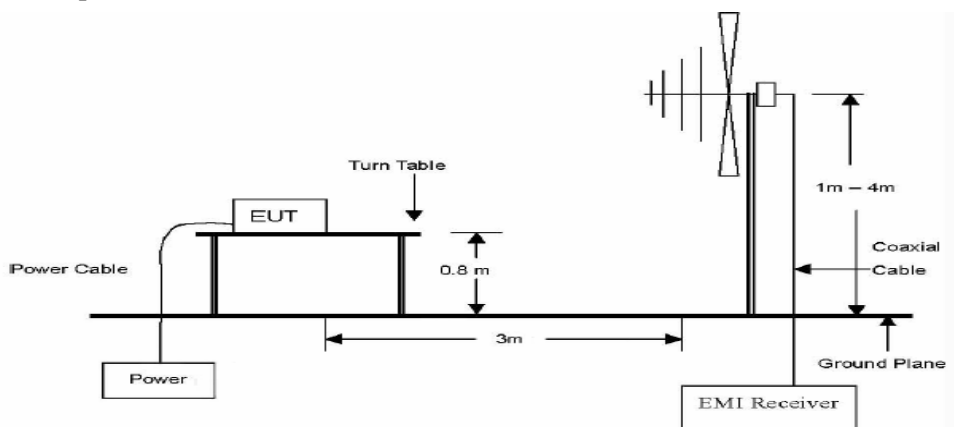 Turn Table
1m – 4m
EUT
Coaxial
Cable
Power Cable
0.8 m
3m
Ground Plane
Power
EMI Receiver